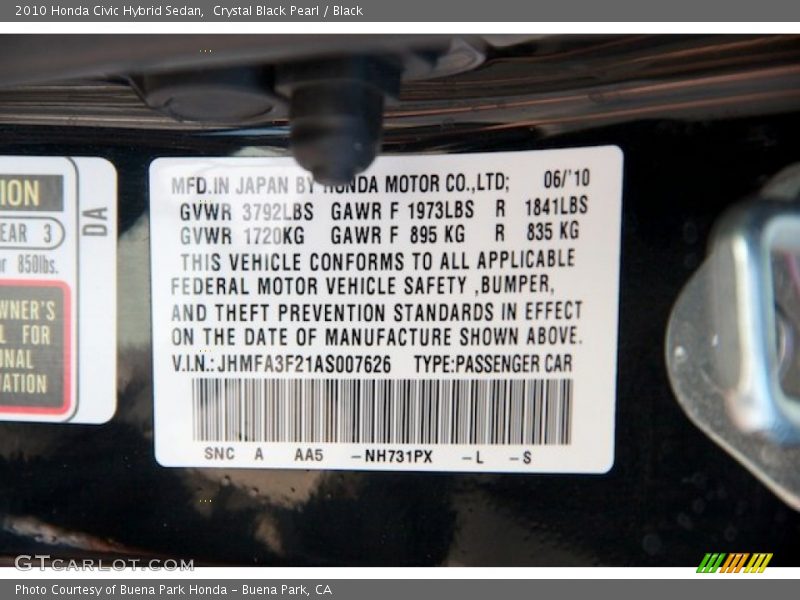 2010 Honda Civic Hybrid Sedan,  Crystal Black Pearl / Black
MFD.IN JAPAN BY HONDA MOTOR CO.,LTD; 06/'10
GVWR 3792LBS GAWR F 1973LBS R 1841LBS
GVWR 1720KG GAWR F 895 KG R 835 KG
THIS VEHICLE CONFORMS TO ALL APPLICABLE
FEDERAL MOTOR VEHICLE SAFETY ,BUMPER,
AND THEFT PREVENTION STANDARDS IN EFFECT
ON THE DATE OF MANUFACTURE SHOWN ABOVE.
V.I.N.: JHMFA3F21AS007626 TYPE:PASSENGER CAR
SNC A AA5 -NH731PX -L -S
ION
DA
EAR 3
or 850lbs.
WNER'S
L FOR
ONAL
MATION
GTCARLOT.COM
Photo Courtesy of Buena Park Honda - Buena Park, CA